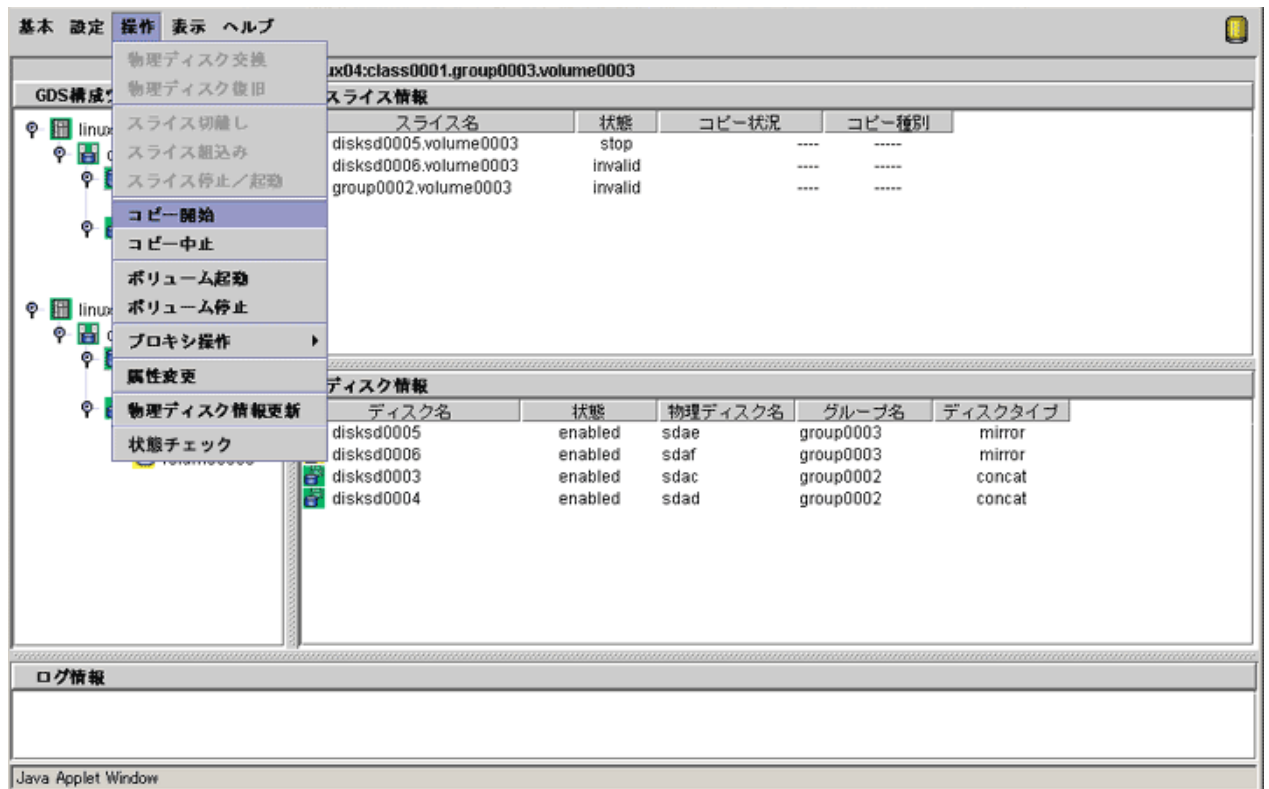 基本 設定 操作 表示 ヘルプ
物理ディスク交換
物理ディスク復旧
スライス切離し
スライス組込み
スライス停止／起動
コピー開始
コピー中止
ボリューム起動
ボリューム停止
プロキシ操作
属性変更
物理ディスク情報更新
状態チェック
GDS構成
linux
linux
ux04:class0001.group0003.volume0003
スライス情報
スライス名 状態 コピー状況 コピー種別
disksd0005.volume0003 stop ---- -----
disksd0006.volume0003 invalid ---- -----
group0002.volume0003 invalid ---- -----
ディスク情報
ディスク名 状態 物理ディスク名 グループ名 ディスクタイプ
disksd0005 enabled sdae group0003 mirror
disksd0006 enabled sdaf group0003 mirror
disksd0003 enabled sdac group0002 concat
disksd0004 enabled sdad group0002 concat
ログ情報
Java Applet Window